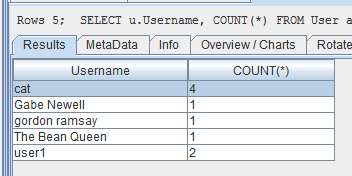 Rows 5; SELECT u.Username, COUNT(*) FROM User a
Results MetaData Info Overview / Charts Rotate
Username COUNT(*)
cat 4
Gabe Newell 1
gordon ramsay 1
The Bean Queen 1
user1 2